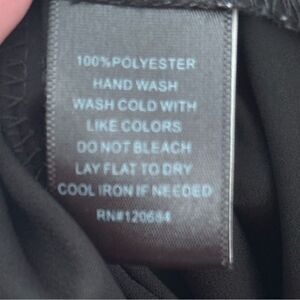 100%POLYESTER
HAND WASH
WASH COLD WITH
LIKE COLORS
DO NOT BLEACH
LAY FLAT TO DRY
COOL IRON IF NEEDED
RN#120684